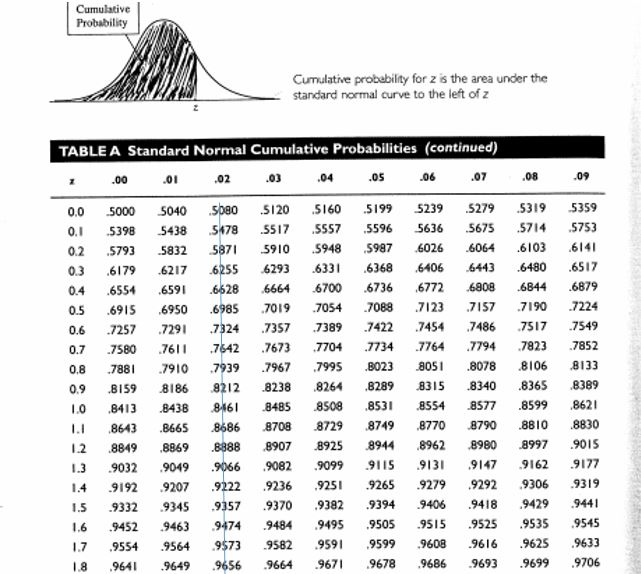 Cumulative
Probability
z
Cumulative probability for z is the area under the
standard normal curve to the left of z
TABLE A Standard Normal Cumulative Probabilities (continued)
z .00 .01 .02 .03 .04 .05 .06 .07 .08 .09
0.0 .5000 .5040 .5080 .5120 .5160 .5199 .5239 .5279 .5319 .5359
0.1 .5398 .5438 .5478 .5517 .5557 .5596 .5636 .5675 .5714 .5753
0.2 .5793 .5832 .5871 .5910 .5948 .5987 .6026 .6064 .6103 .6141
0.3 .6179 .6217 .6255 .6293 .6331 .6368 .6406 .6443 .6480 .6517
0.4 .6554 .6591 .6628 .6664 .6700 .6736 .6772 .6808 .6844 .6879
0.5 .6915 .6950 .6985 .7019 .7054 .7088 .7123 .7157 .7190 .7224
0.6 .7257 .7291 .7324 .7357 .7389 .7422 .7454 .7486 .7517 .7549
0.7 .7580 .7611 .7642 .7673 .7704 .7734 .7764 .7794 .7823 .7852
0.8 .7881 .7910 .7939 .7967 .7995 .8023 .8051 .8078 .8106 .8133
0.9 .8159 .8186 .8212 .8238 .8264 .8289 .8315 .8340 .8365 .8389
1.0 .8413 .8438 .8461 .8485 .8508 .8531 .8554 .8577 .8599 .8621
1.1 .8643 .8665 .8686 .8708 .8729 .8749 .8770 .8790 .8810 .8830
1.2 .8849 .8869 .8888 .8907 .8925 .8944 .8962 .8980 .8997 .9015
1.3 .9032 .9049 .9066 .9082 .9099 .9115 .9131 .9147 .9162 .9177
1.4 .9192 .9207 .9222 .9236 .9251 .9265 .9279 .9292 .9306 .9319
1.5 .9332 .9345 .9357 .9370 .9382 .9394 .9406 .9418 .9429 .9441
1.6 .9452 .9463 .9474 .9484 .9495 .9505 .9515 .9525 .9535 .9545
1.7 .9554 .9564 .9573 .9582 .9591 .9599 .9608 .9616 .9625 .9633
1.8 .9641 .9649 .9656 .9664 .9671 .9678 .9686 .9693 .9699 .9706